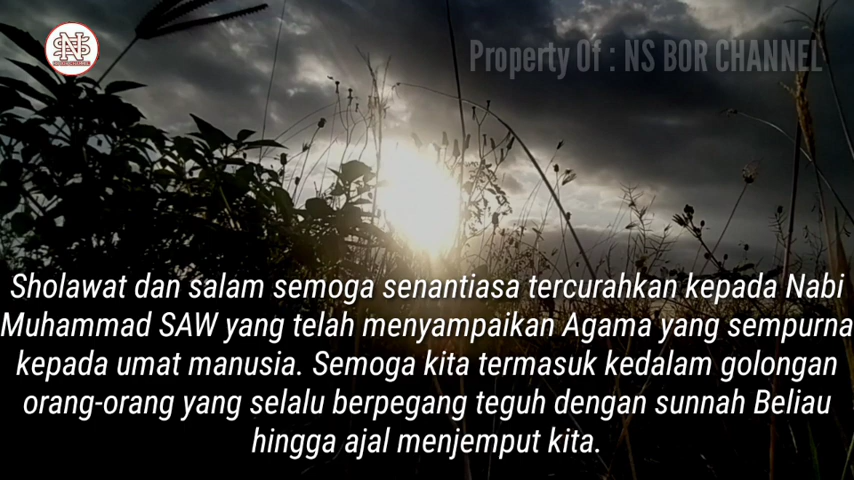 Property Of : NS BOR CHANNEL
Sholawat dan salam semoga senantiasa tercurahkan kepada Nabi
Muhammad SAW yang telah menyampaikan Agama yang sempurna
kepada umat manusia. Semoga kita termasuk kedalam golongan
orang-orang yang selalu berpegang teguh dengan sunnah Beliau
hingga ajal menjemput kita.